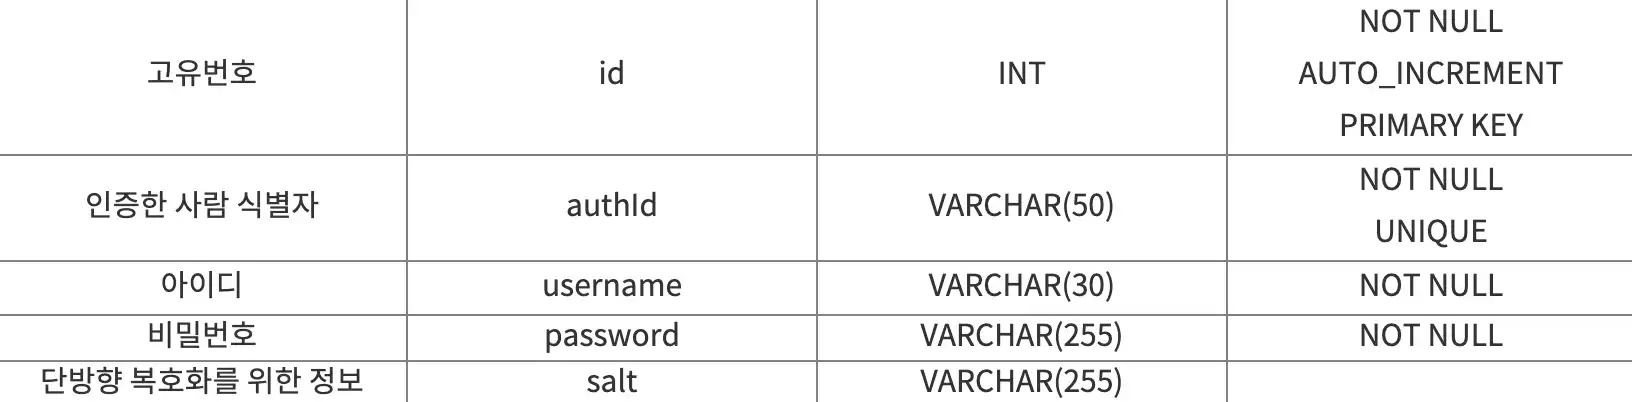 고유번호 id INT NOT NULL
AUTO_INCREMENT
PRIMARY KEY
인증한 사람 식별자 authId VARCHAR(50) NOT NULL
UNIQUE
아이디 username VARCHAR(30) NOT NULL
비밀번호 password VARCHAR(255) NOT NULL
단방향 복호화를 위한 정보 salt VARCHAR(255)